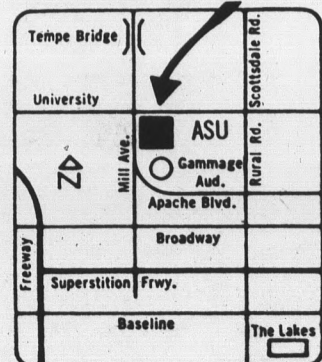 Tempe Bridge
Scottsdale Rd.
University
Mill Ave.
ASU
Rural Rd.
N
Gammage
Aud.
Apache Blvd.
Broadway
Freeway
Superstition Frwy.
Baseline
The Lakes